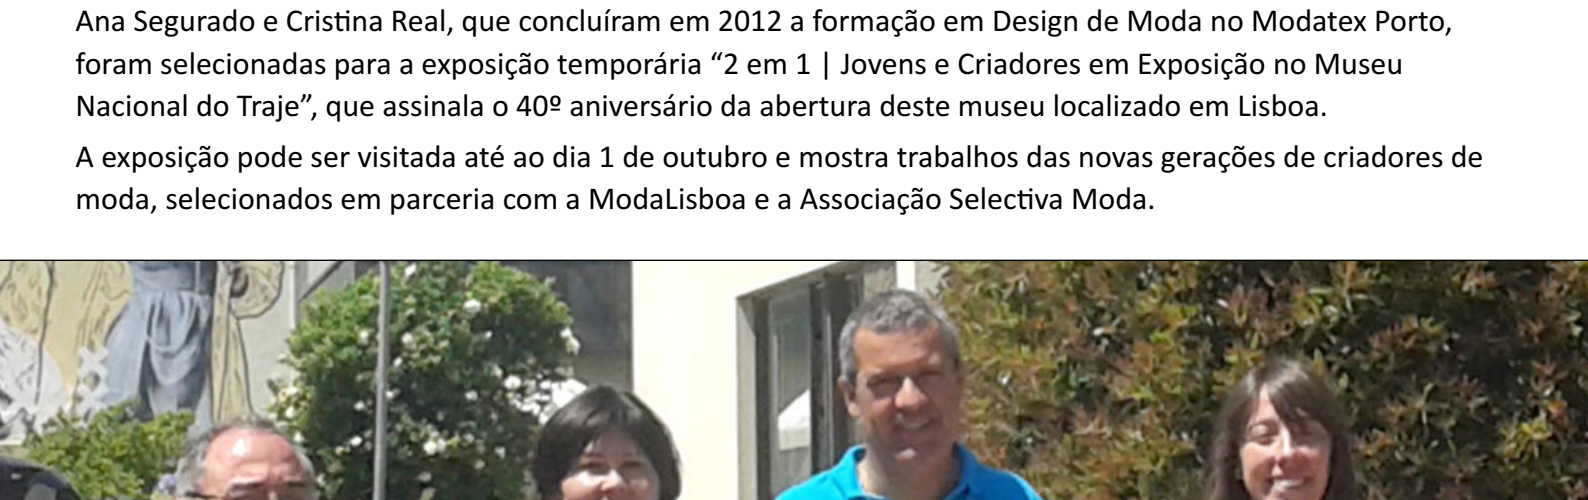 Ana Segurado e Cristina Real, que concluíram em 2012 a formação em Design de Moda no Modatex Porto,
foram selecionadas para a exposição temporária “2 em 1 | Jovens e Criadores em Exposição no Museu
Nacional do Traje”, que assinala o 40º aniversário da abertura deste museu localizado em Lisboa.
A exposição pode ser visitada até ao dia 1 de outubro e mostra trabalhos das novas gerações de criadores de
moda, selecionados em parceria com a ModaLisboa e a Associação Selectiva Moda.